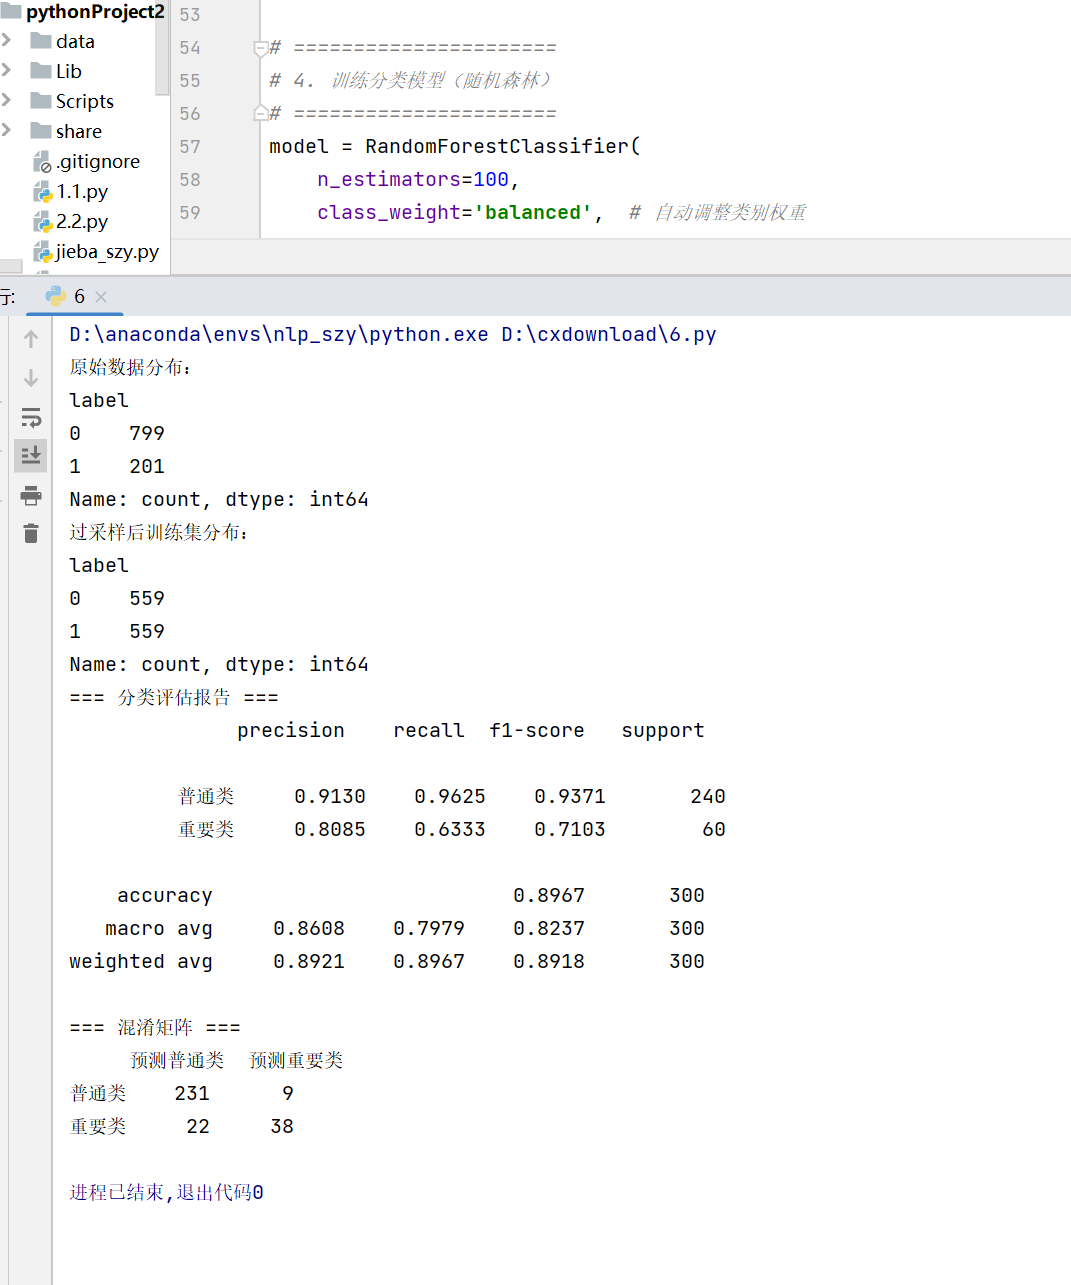 pythonProject2
data
Lib
Scripts
share
.gitignore
1.1.py
2.2.py
jieba_szy.py
53
54 # ======================
55 # 4. 训练分类模型（随机森林）
56 # ======================
57 model = RandomForestClassifier(
58     n_estimators=100,
59     class_weight='balanced',  # 自动调整类别权重
行: 6
D:\anaconda\envs\nlp_szy\python.exe D:\cxdownload\6.py
原始数据分布：
label
0    799
1    201
Name: count, dtype: int64
过采样后训练集分布：
label
0    559
1    559
Name: count, dtype: int64
=== 分类评估报告 ===
              precision    recall  f1-score   support
         普通类     0.9130    0.9625    0.9371       240
         重要类     0.8085    0.6333    0.7103        60
    accuracy                         0.8967       300
   macro avg     0.8608    0.7979    0.8237       300
weighted avg     0.8921    0.8967    0.8918       300
=== 混淆矩阵 ===
     预测普通类  预测重要类
普通类    231      9
重要类     22     38
进程已结束,退出代码0